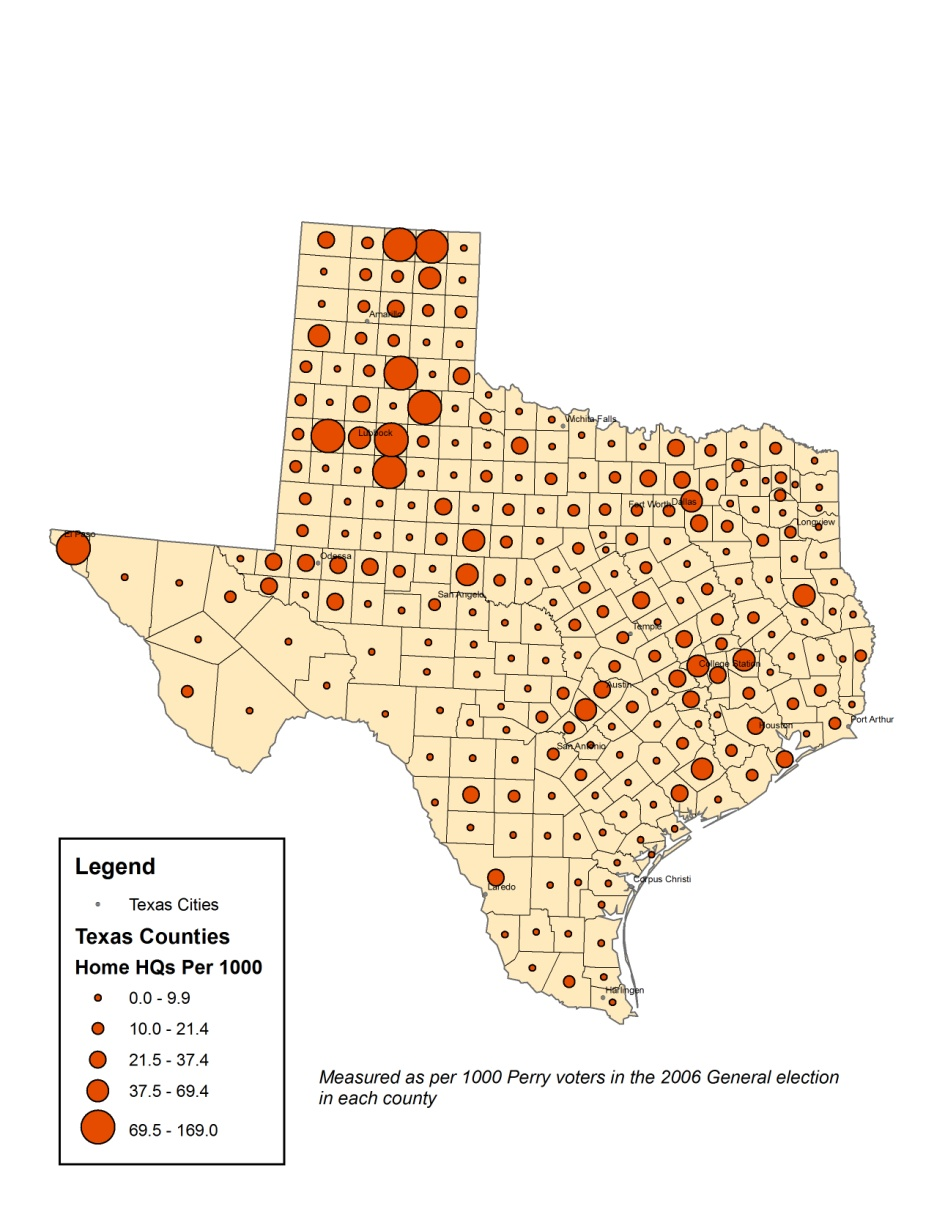 Amarillo
Wichita Falls
Lubbock
Fort Worth
Dallas
Longview
El Paso
Odessa
San Angelo
Temple
College Station
Austin
Houston
Port Arthur
San Antonio
Legend
Laredo
Corpus Christi
Texas Cities
Texas Counties
Home HQs Per 1000
0.0 - 9.9
Harlingen
10.0 - 21.4
21.5 - 37.4
37.5 - 69.4
69.5 - 169.0
Measured as per 1000 Perry voters in the 2006 General election
in each county